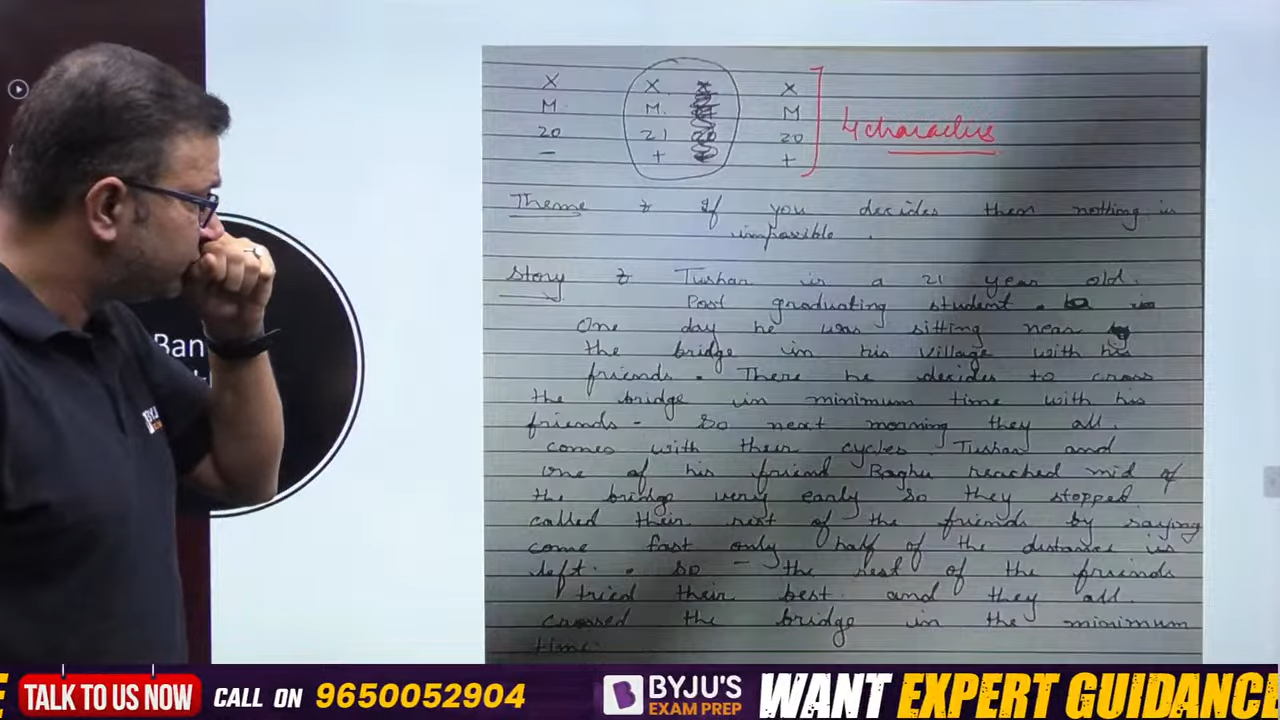 X X X
M M. M
20 21 20
- + +
4 characters
Theme : If you decides then nothing is
impossible.
Story : Tushar is a 21 year old.
Post graduating student.
One day he was sitting near
the bridge in his village with his
friends. There he decides to cross
the bridge in minimum time with his
friends. So next morning they all.
comes with their cycles. Tushar and
one of his friend Raghu reached mid of
the bridge very early so they stopped
called their rest of the friends by saying
come fast only half of the distance is
left. So - the rest of the friends
tried their best and they all.
crossed the bridge in the minimum
time.
Ban
BYJU
TALK TO US NOW CALL ON 9650052904 BYJU'S EXAM PREP WANT EXPERT GUIDANCE